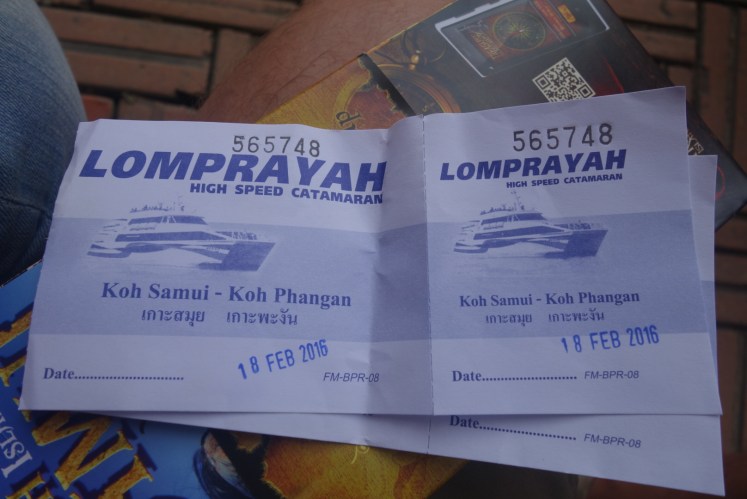 565748
LOMPRAYAH
HIGH SPEED CATAMARAN
Koh Samui - Koh Phangan
เกาะสมุย เกาะพะงัน
18 FEB 2016
Date............................
FM-BPR-08
565748
LOMPRAYAH
HIGH SPEED CATAMARAN
Koh Samui - Koh Phangan
เกาะสมุย เกาะพะงัน
18 FEB 2016
Date............................
FM-BPR-08
Date............................
FM-BPR-08